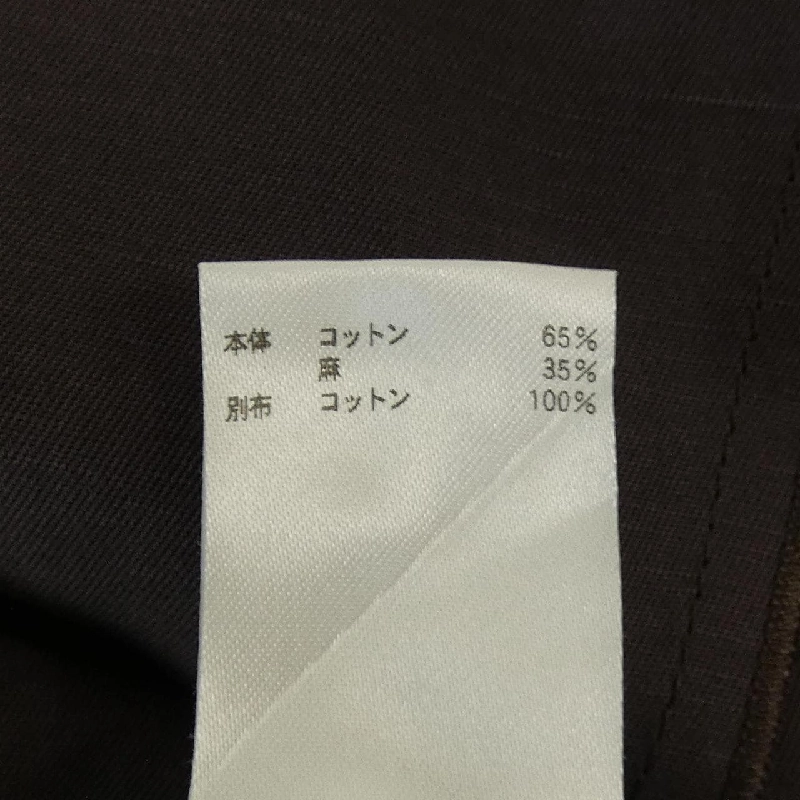 本体 コットン 65%
麻 35%
別布 コットン 100%